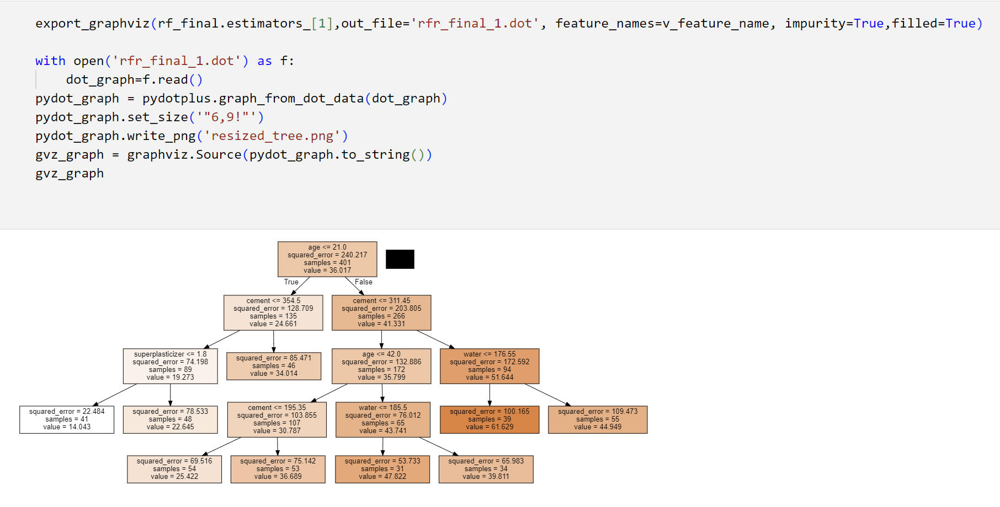 export_graphviz(rf_final.estimators_[1],out_file='rfr_final_1.dot', feature_names=v_feature_name, impurity=True,filled=True)
with open('rfr_final_1.dot') as f:
    dot_graph=f.read()
pydot_graph = pydotplus.graph_from_dot_data(dot_graph)
pydot_graph.set_size('"6,9!"')
pydot_graph.write_png('resized_tree.png')
gvz_graph = graphviz.Source(pydot_graph.to_string())
gvz_graph
age <= 21.0
squared_error = 240.217
samples = 401
value = 36.017
True
False
cement <= 354.5
squared_error = 128.709
samples = 135
value = 24.661
cement <= 311.45
squared_error = 203.805
samples = 266
value = 41.331
superplasticizer <= 1.8
squared_error = 74.198
samples = 89
value = 19.273
squared_error = 85.471
samples = 46
value = 34.014
age <= 42.0
squared_error = 132.886
samples = 172
value = 35.799
water <= 176.55
squared_error = 172.592
samples = 94
value = 51.644
squared_error = 22.484
samples = 41
value = 14.043
squared_error = 78.533
samples = 48
value = 22.645
cement <= 195.35
squared_error = 103.855
samples = 107
value = 30.787
water <= 185.5
squared_error = 76.012
samples = 65
value = 43.741
squared_error = 100.165
samples = 39
value = 61.629
squared_error = 109.473
samples = 55
value = 44.949
squared_error = 69.516
samples = 54
value = 25.422
squared_error = 75.142
samples = 53
value = 36.689
squared_error = 53.733
samples = 31
value = 47.822
squared_error = 65.983
samples = 34
value = 39.811